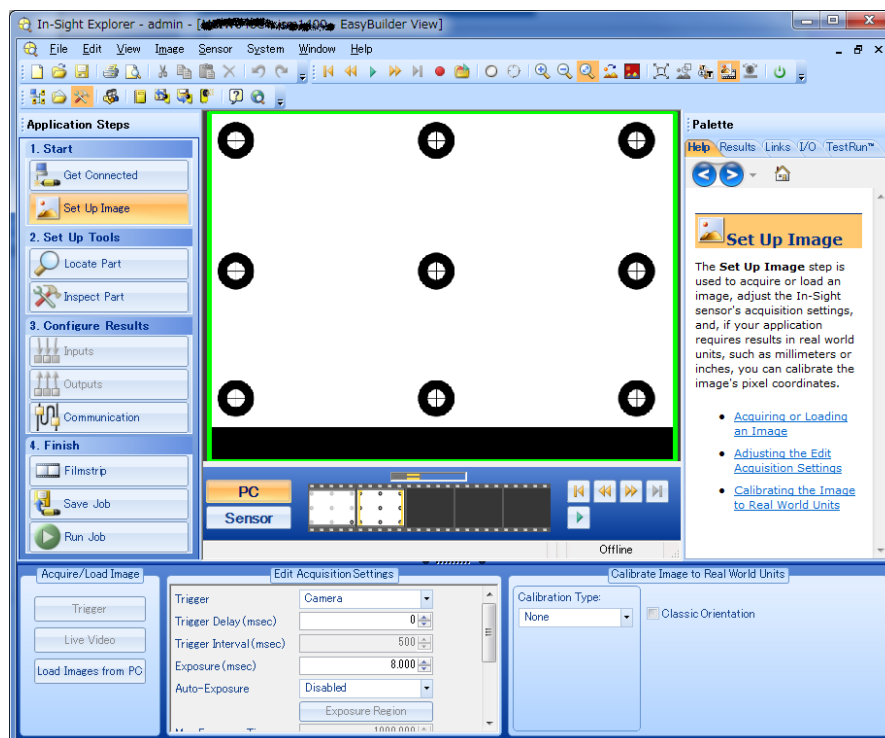 In-Sight Explorer - admin - [ EasyBuilder View]
File Edit View Image Sensor System Window Help
Application Steps
1. Start
Get Connected
Set Up Image
2. Set Up Tools
Locate Part
Inspect Part
3. Configure Results
Inputs
Outputs
Communication
4. Finish
Filmstrip
Save Job
Run Job
PC
Sensor
Offline
Palette
Help Results Links I/O TestRun™
Set Up Image
The Set Up Image step is
used to acquire or load an
image, adjust the In-Sight
sensor's acquisition settings,
and, if your application
requires results in real world
units, such as millimeters or
inches, you can calibrate the
image's pixel coordinates.
Acquiring or Loading
an Image
Adjusting the Edit
Acquisition Settings
Calibrating the Image
to Real World Units
Acquire/Load Image
Trigger
Live Video
Load Images from PC
Edit Acquisition Settings
Trigger Camera
Trigger Delay (msec) 0
Trigger Interval (msec) 500
Exposure (msec) 8.000
Auto-Exposure Disabled
Exposure Region
1000.000
Calibrate Image to Real World Units
Calibration Type:
None
Classic Orientation